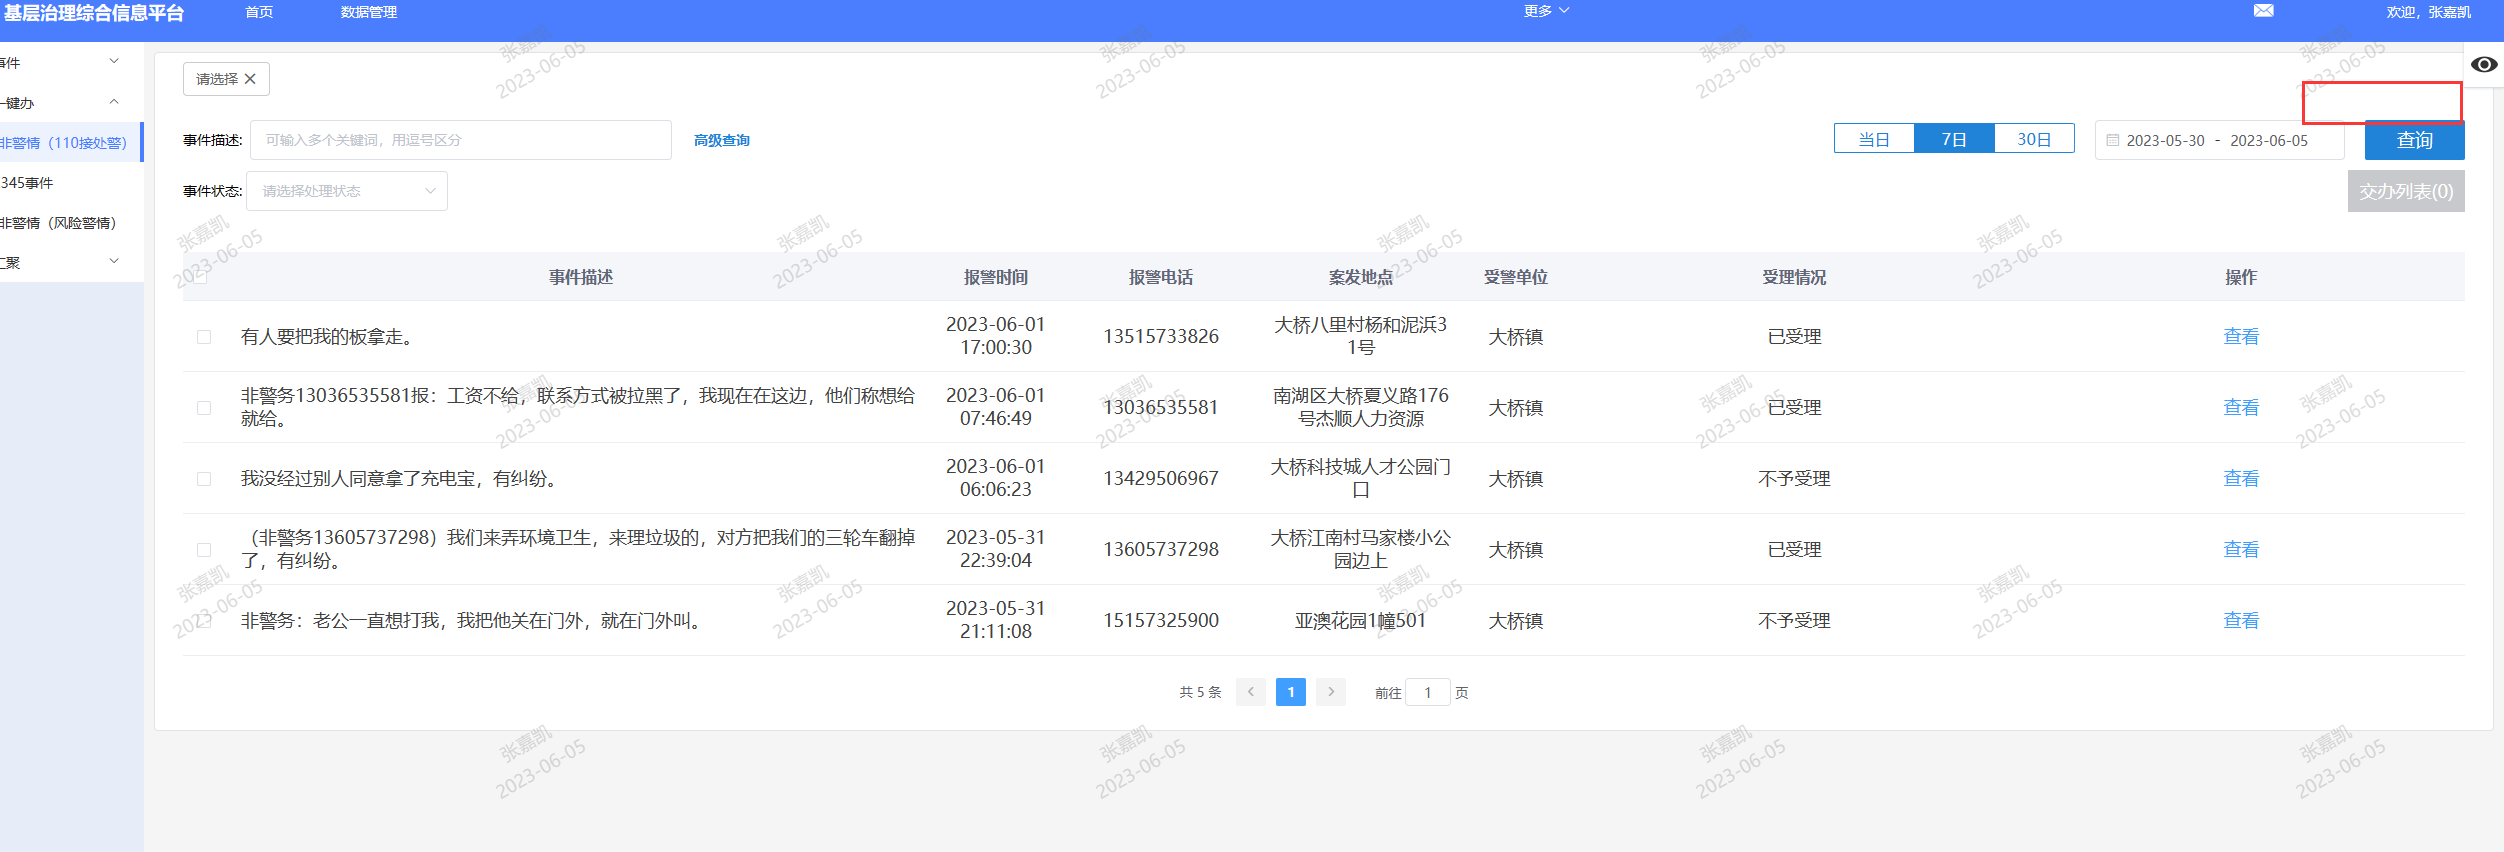 基层治理综合信息平台 首页 数据管理 更多 欢迎，张嘉凯
事件
一键办
非警情（110接处警）
345事件
非警情（风险警情）
汇聚
请选择
事件描述: 可输入多个关键词，用逗号区分 高级查询 当日 7日 30日 2023-05-30 - 2023-06-05 查询
事件状态: 请选择处理状态 交办列表(0)
事件描述 报警时间 报警电话 案发地点 受警单位 受理情况 操作
有人要把我的板拿走。 2023-06-01 17:00:30 13515733826 大桥八里村杨和泥浜31号 大桥镇 已受理 查看
非警务13036535581报：工资不给，联系方式被拉黑了，我现在在这边，他们称想给就给。 2023-06-01 07:46:49 13036535581 南湖区大桥夏义路176号杰顺人力资源 大桥镇 已受理 查看
我没经过别人同意拿了充电宝，有纠纷。 2023-06-01 06:06:23 13429506967 大桥科技城人才公园门口 大桥镇 不予受理 查看
（非警务13605737298）我们来弄环境卫生，来理垃圾的，对方把我们的三轮车翻掉了，有纠纷。 2023-05-31 22:39:04 13605737298 大桥江南村马家楼小公园边上 大桥镇 已受理 查看
非警务：老公一直想打我，我把他关在门外，就在门外叫。 2023-05-31 21:11:08 15157325900 亚澳花园1幢501 大桥镇 不予受理 查看
共 5 条 1 前往 1 页
张嘉凯
2023-06-05